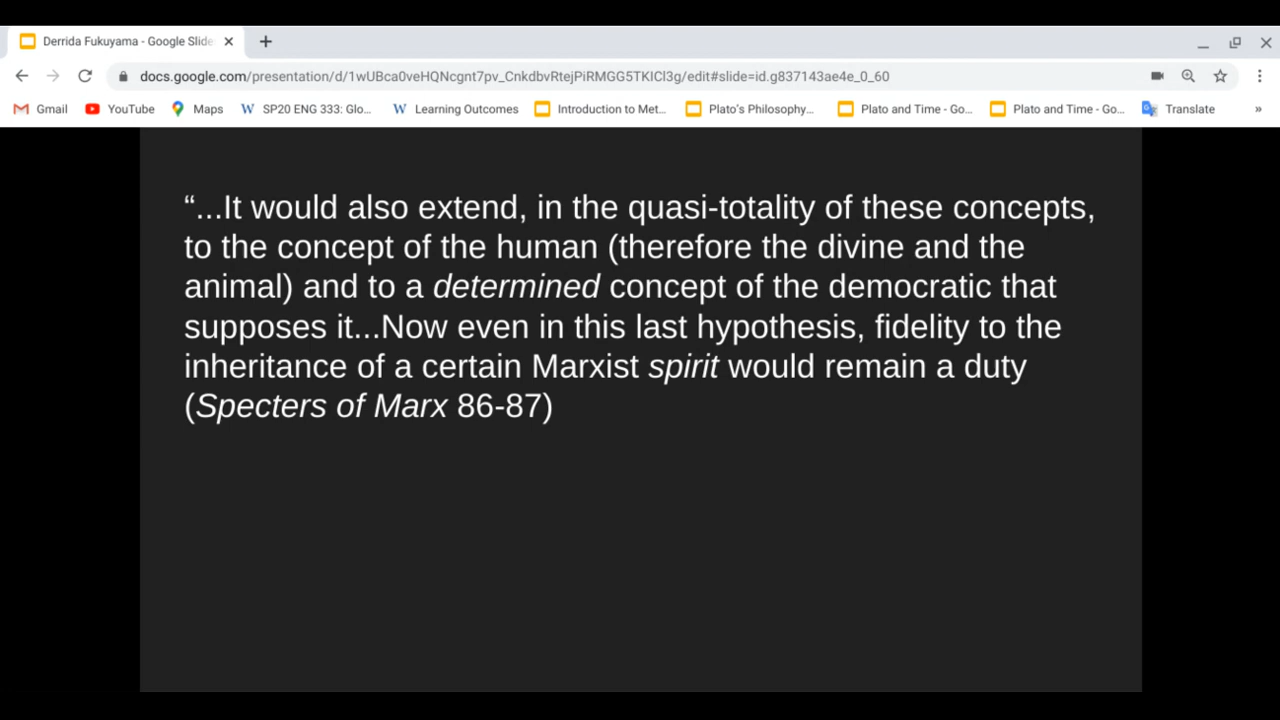 Derrida Fukuyama - Google Slide
docs.google.com/presentation/d/1wUBca0veHQNcgnt7pv_CnkdbvRtejPiRMGG5TKICl3g/edit#slide=id.g837143ae4e_0_60
Gmail YouTube Maps SP20 ENG 333: Glo... Learning Outcomes Introduction to Met... Plato's Philosophy... Plato and Time - Go... Plato and Time - Go... Translate »
“...It would also extend, in the quasi-totality of these concepts,
to the concept of the human (therefore the divine and the
animal) and to a determined concept of the democratic that
supposes it...Now even in this last hypothesis, fidelity to the
inheritance of a certain Marxist spirit would remain a duty
(Specters of Marx 86-87)